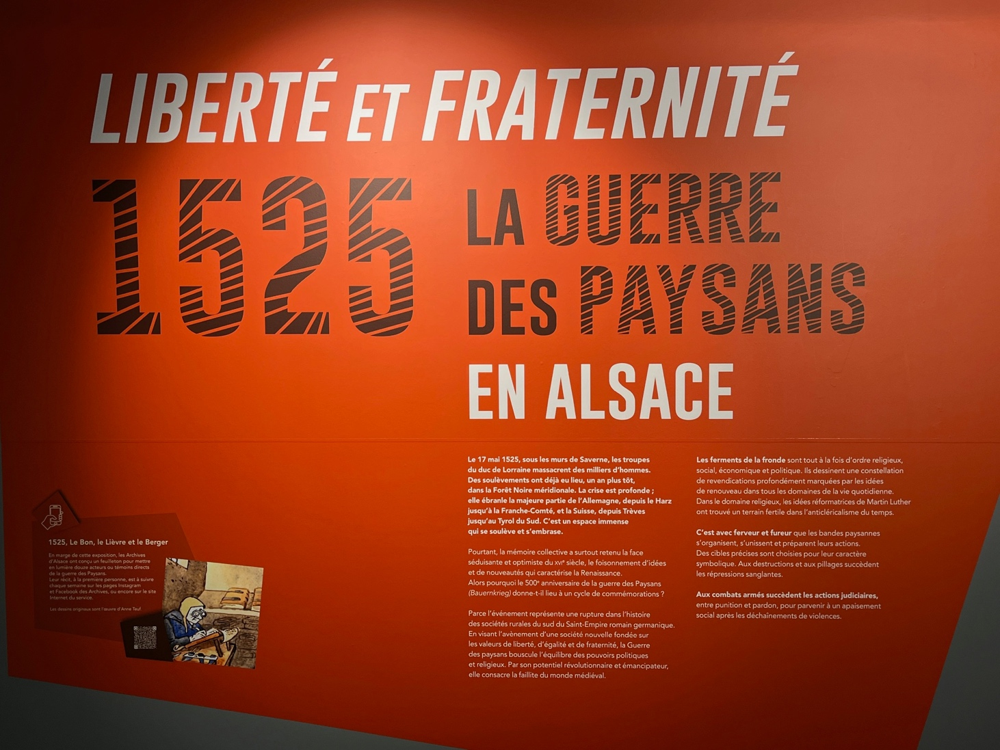 LIBERTÉ ET FRATERNITÉ
1525
LA GUERRE
DES PAYSANS
EN ALSACE
1525, Le Bon, le Lièvre et le Berger
En marge de cette exposition, les Archives
d'Alsace ont conçu un feuilleton pour mettre
en lumière douze acteurs ou témoins directs
de la guerre des Paysans.
Leur récit, à la première personne, est à suivre
chaque semaine sur les pages Instagram
et Facebook des Archives, ou encore sur le site
Internet du service.
Les dessins originaux sont l'œuvre d'Anne Teuf
Le 17 mai 1525, sous les murs de Saverne, les troupes
du duc de Lorraine massacrent des milliers d'hommes.
Des soulèvements ont déjà eu lieu, un an plus tôt,
dans la Forêt Noire méridionale. La crise est profonde ;
elle ébranle la majeure partie de l'Allemagne, depuis le Harz
jusqu'à la Franche-Comté, et la Suisse, depuis Trèves
jusqu'au Tyrol du Sud. C'est un espace immense
qui se soulève et s'embrase.
Pourtant, la mémoire collective a surtout retenu la face
séduisante et optimiste du XVIe siècle, le foisonnement d'idées
et de nouveautés qui caractérise la Renaissance.
Alors pourquoi le 500e anniversaire de la guerre des Paysans
(Bauernkrieg) donne-t-il lieu à un cycle de commémorations ?
Parce l'événement représente une rupture dans l'histoire
des sociétés rurales du sud du Saint-Empire romain germanique.
En visant l'avènement d'une société nouvelle fondée sur
les valeurs de liberté, d'égalité et de fraternité, la Guerre
des paysans bouscule l'équilibre des pouvoirs politiques
et religieux. Par son potentiel révolutionnaire et émancipateur,
elle consacre la faillite du monde médiéval.
Les ferments de la fronde sont tout à la fois d'ordre religieux,
social, économique et politique. Ils dessinent une constellation
de revendications profondément marquées par les idées
de renouveau dans tous les domaines de la vie quotidienne.
Dans le domaine religieux, les idées réformatrices de Martin Luther
ont trouvé un terrain fertile dans l'anticléricalisme du temps.
C'est avec ferveur et fureur que les bandes paysannes
s'organisent, s'unissent et préparent leurs actions.
Des cibles précises sont choisies pour leur caractère
symbolique. Aux destructions et aux pillages succèdent
les répressions sanglantes.
Aux combats armés succèdent les actions judiciaires,
entre punition et pardon, pour parvenir à un apaisement
social après les déchaînements de violences.